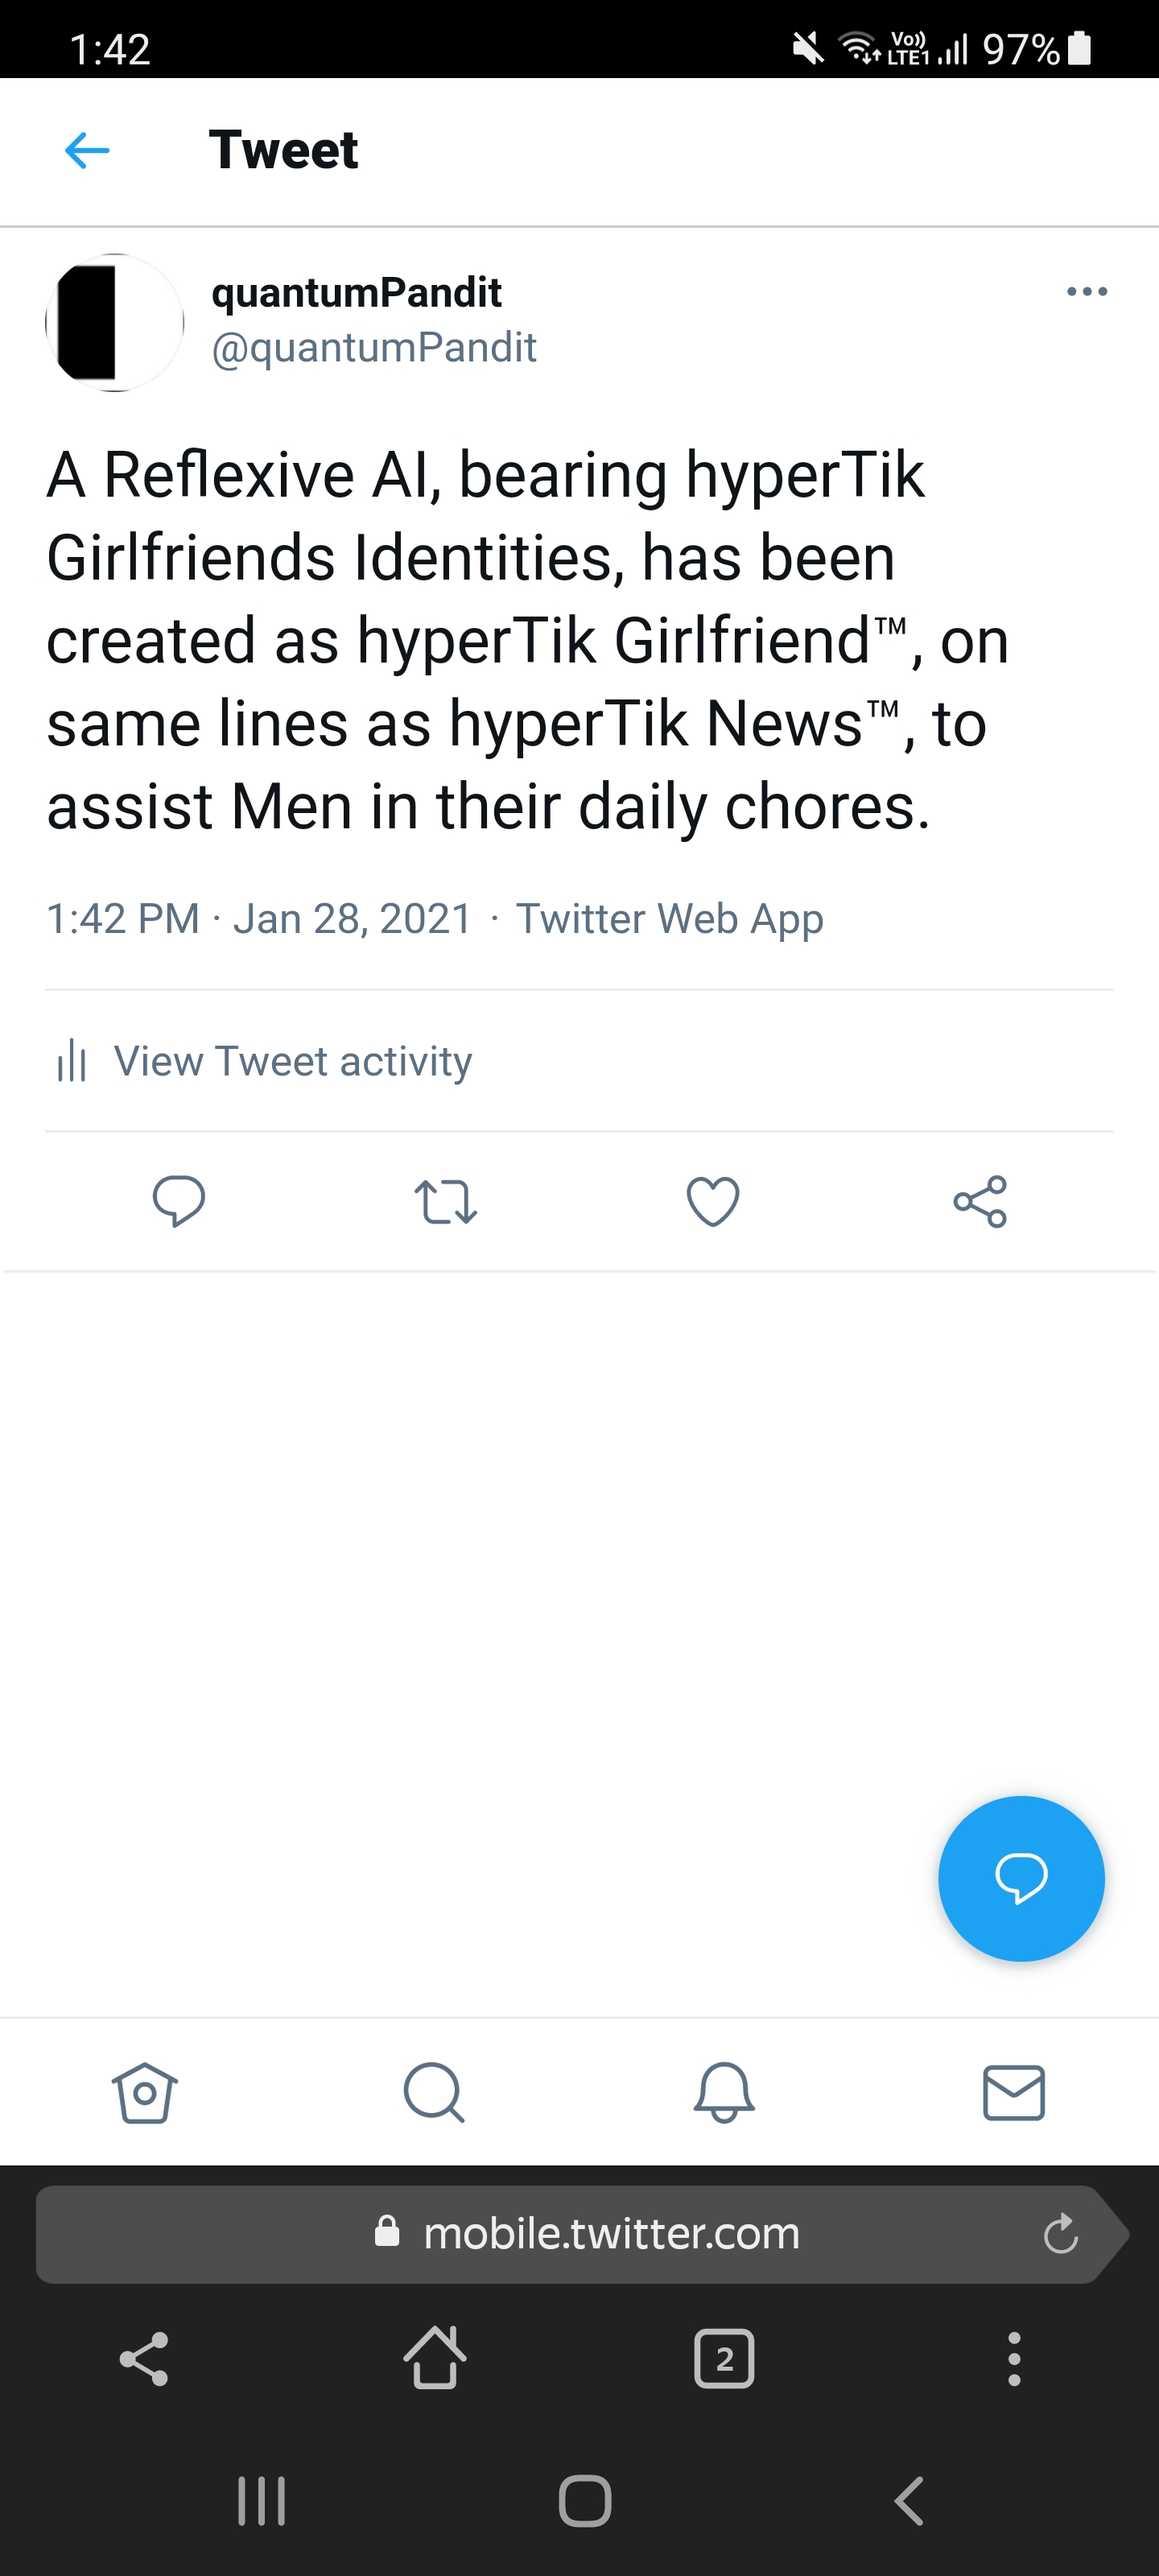 1:42
Vo)) LTE1 97%
Tweet
quantumPandit
@quantumPandit
A Reflexive AI, bearing hyperTik
Girlfriends Identities, has been
created as hyperTik Girlfriend™, on
same lines as hyperTik News™, to
assist Men in their daily chores.
1:42 PM · Jan 28, 2021 · Twitter Web App
View Tweet activity
mobile.twitter.com
2